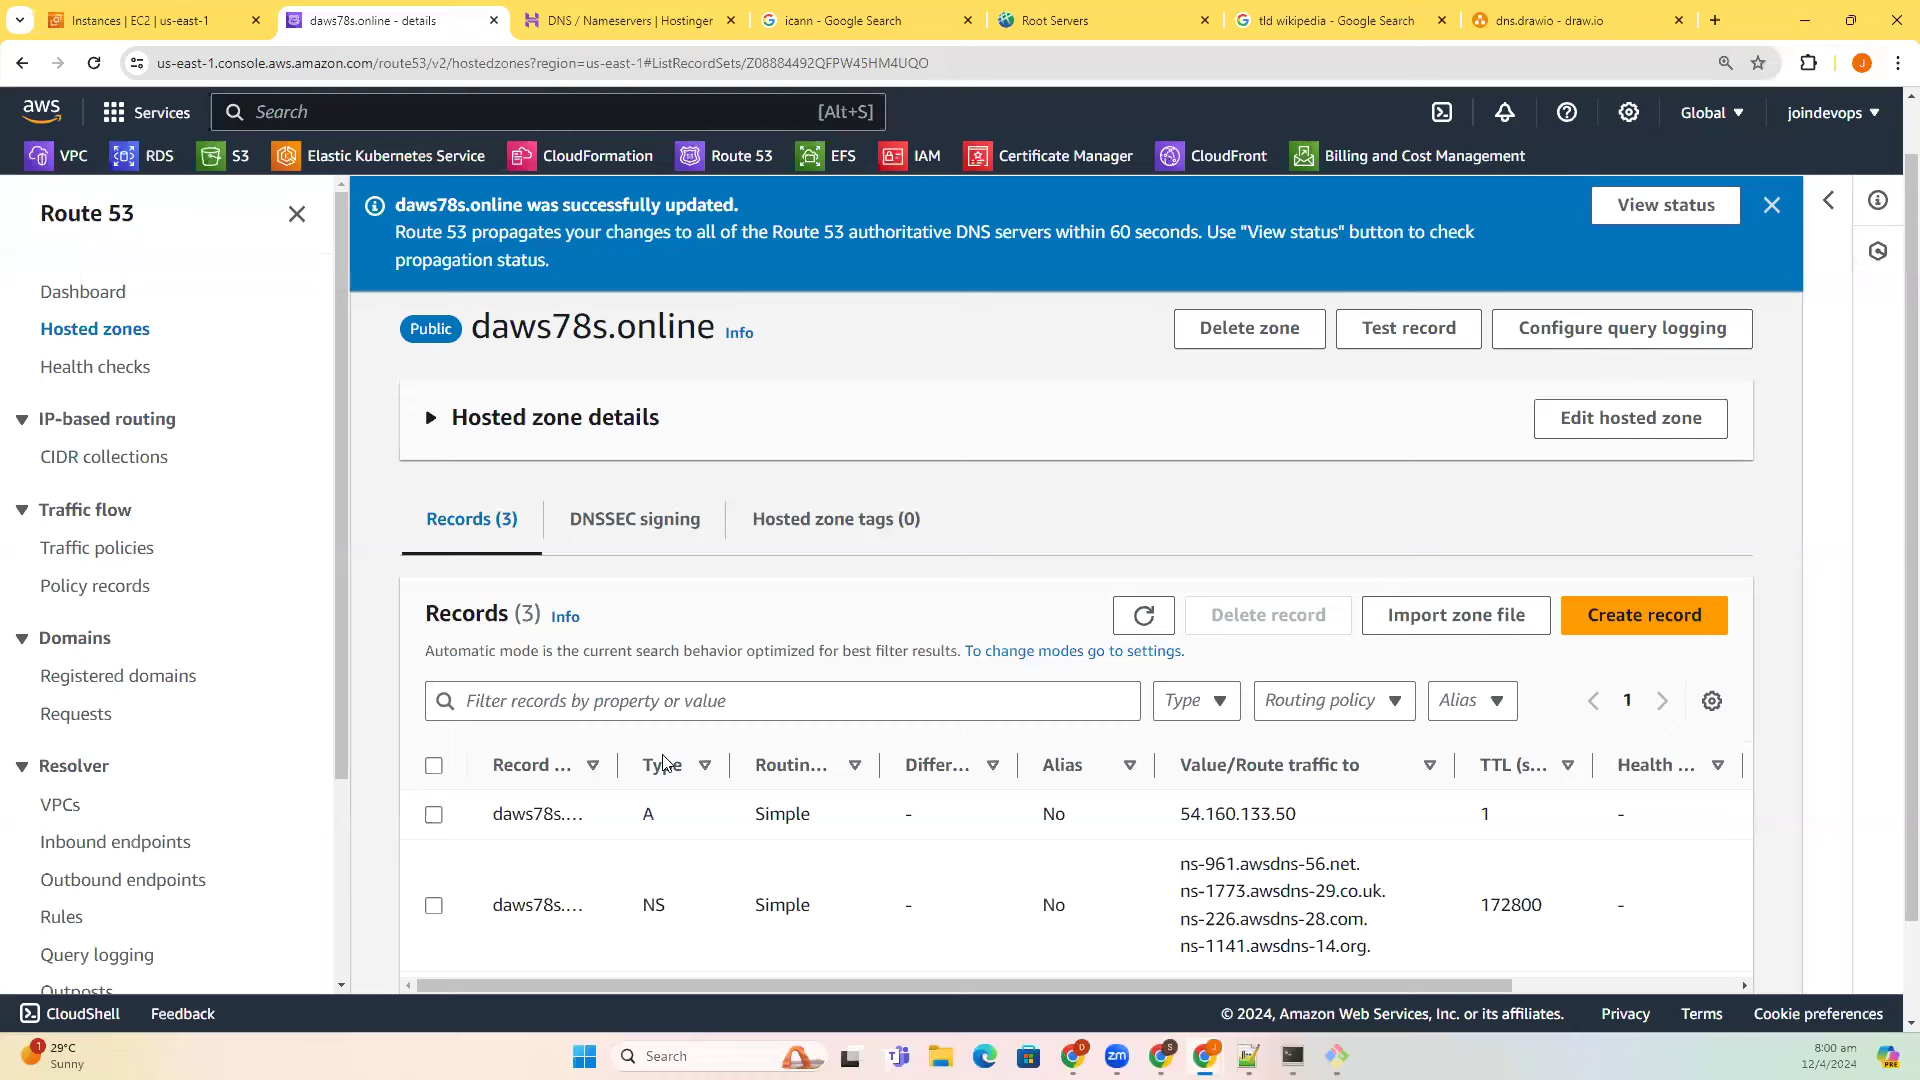 Instances | EC2 | us-east-1
daws78s.online - details
DNS / Nameservers | Hostinger
icann - Google Search
Root Servers
tld wikipedia - Google Search
dns.drawio - draw.io
us-east-1.console.aws.amazon.com/route53/v2/hostedzones?region=us-east-1#ListRecordSets/Z08884492QFPW45HM4UQO
J
aws
Services
Search
[Alt+S]
Global
joindevops
VPC
RDS
S3
Elastic Kubernetes Service
CloudFormation
Route 53
EFS
IAM
Certificate Manager
CloudFront
Billing and Cost Management
Route 53
Dashboard
Hosted zones
Health checks
IP-based routing
CIDR collections
Traffic flow
Traffic policies
Policy records
Domains
Registered domains
Requests
Resolver
VPCs
Inbound endpoints
Outbound endpoints
Rules
Query logging
Outposts
daws78s.online was successfully updated.
Route 53 propagates your changes to all of the Route 53 authoritative DNS servers within 60 seconds. Use "View status" button to check
propagation status.
View status
Public
daws78s.online
Info
Delete zone
Test record
Configure query logging
Hosted zone details
Edit hosted zone
Records (3)
DNSSEC signing
Hosted zone tags (0)
Records (3)
Info
Delete record
Import zone file
Create record
Automatic mode is the current search behavior optimized for best filter results. To change modes go to settings.
Filter records by property or value
Type
Routing policy
Alias
1
Record ...
Type
Routin...
Differ...
Alias
Value/Route traffic to
TTL (s...
Health ...
daws78s....
A
Simple
-
No
54.160.133.50
1
-
daws78s....
NS
Simple
-
No
ns-961.awsdns-56.net.
ns-1773.awsdns-29.co.uk.
ns-226.awsdns-28.com.
ns-1141.awsdns-14.org.
172800
-
CloudShell
Feedback
© 2024, Amazon Web Services, Inc. or its affiliates.
Privacy
Terms
Cookie preferences
1
29°C
Sunny
Search
D
zm
S
J
8:00 am
12/4/2024
PRE